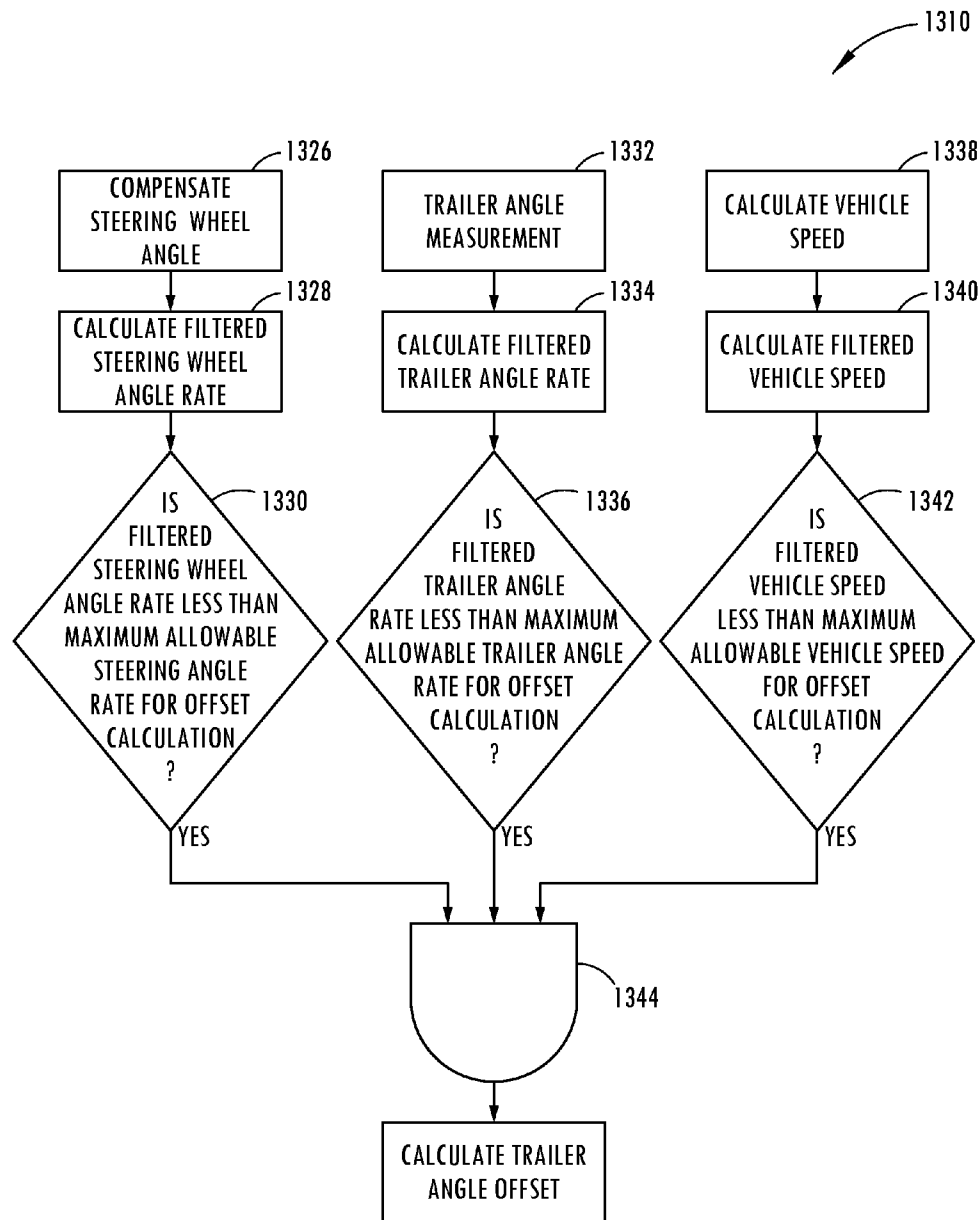 1310
1326
COMPENSATE
STEERING WHEEL
ANGLE
1332
TRAILER ANGLE
MEASUREMENT
1338
CALCULATE VEHICLE
SPEED
1328
CALCULATE FILTERED
STEERING WHEEL
ANGLE RATE
1334
CALCULATE FILTERED
TRAILER ANGLE RATE
1340
CALCULATE FILTERED
VEHICLE SPEED
1330
IS
FILTERED
STEERING WHEEL
ANGLE RATE LESS THAN
MAXIMUM ALLOWABLE
STEERING ANGLE
RATE FOR OFFSET
CALCULATION
?
YES
1336
IS
FILTERED
TRAILER ANGLE
RATE LESS THAN MAXIMUM
ALLOWABLE TRAILER ANGLE
RATE FOR OFFSET
CALCULATION
?
YES
1342
IS
FILTERED
VEHICLE SPEED
LESS THAN MAXIMUM
ALLOWABLE VEHICLE SPEED
FOR OFFSET
CALCULATION
?
YES
1344
CALCULATE TRAILER
ANGLE OFFSET